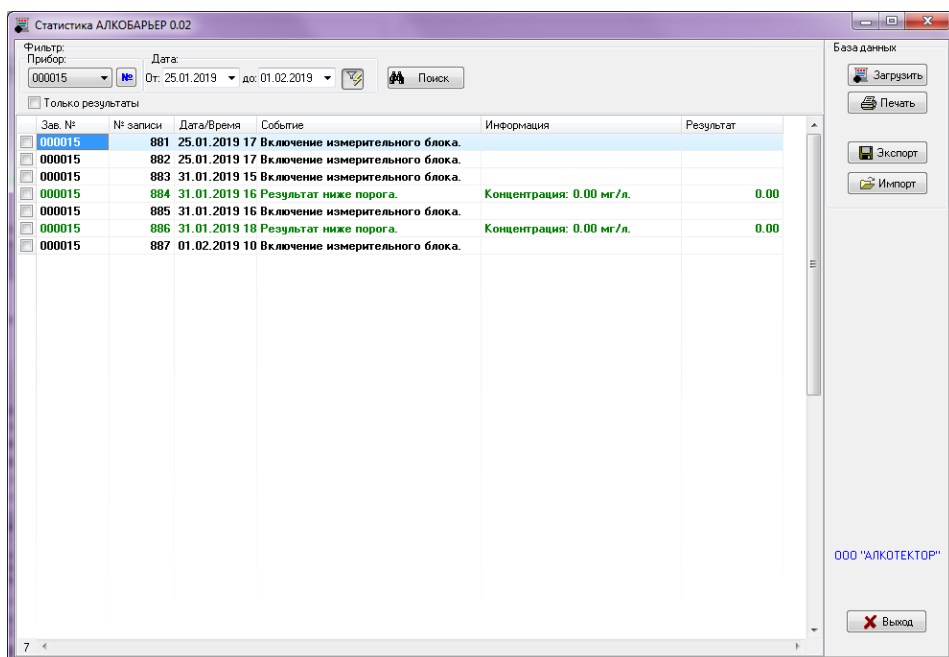 Статистика АЛКОБАРЬЕР 0.02
Фильтр:
Прибор:
Дата:
000015 № От: 25.01.2019 до: 01.02.2019 Поиск
Только результаты
База данных
Загрузить
Печать
Экспорт
Импорт
Зав. № № записи Дата/Время Событие Информация Результат
000015 881 25.01.2019 17 Включение измерительного блока.
000015 882 25.01.2019 17 Включение измерительного блока.
000015 883 31.01.2019 15 Включение измерительного блока.
000015 884 31.01.2019 16 Результат ниже порога. Концентрация: 0.00 мг/л. 0.00
000015 885 31.01.2019 16 Включение измерительного блока.
000015 886 31.01.2019 18 Результат ниже порога. Концентрация: 0.00 мг/л. 0.00
000015 887 01.02.2019 10 Включение измерительного блока.
ООО "АЛКОТЕКТОР"
Выход
7